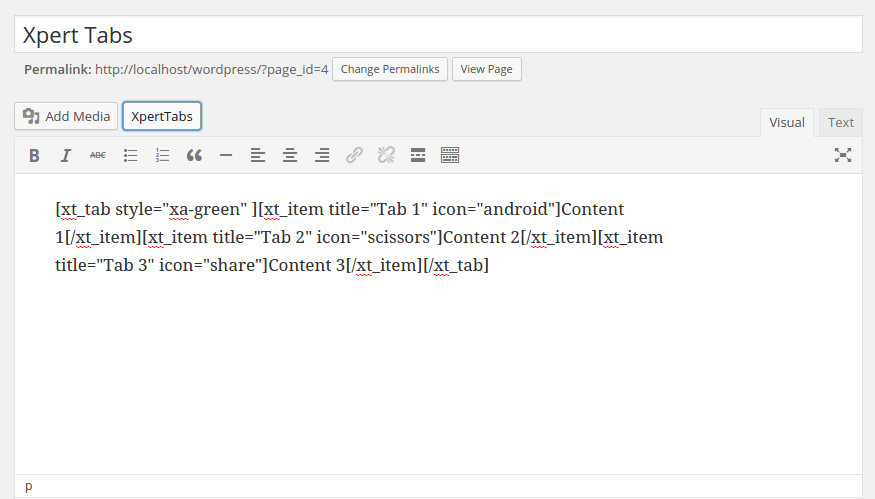 Xpert Tabs
Permalink: http://localhost/wordpress/?page_id=4 Change Permalinks View Page
Add Media XpertTabs
Visual Text
B I ABC
[xt_tab style="xa-green" ][xt_item title="Tab 1" icon="android"]Content
1[/xt_item][xt_item title="Tab 2" icon="scissors"]Content 2[/xt_item][xt_item
title="Tab 3" icon="share"]Content 3[/xt_item][/xt_tab]
p